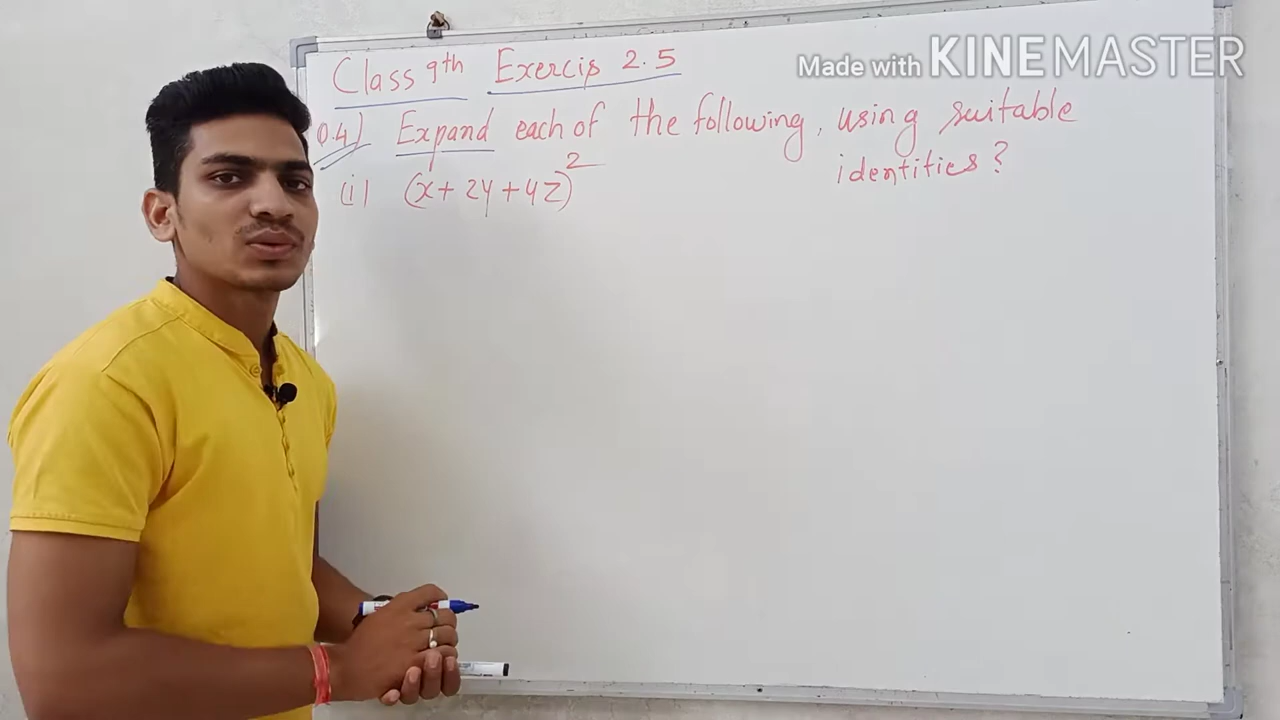 Made with KINEMASTER
Class 9th Exercis 2.5
Q.4) Expand each of the following, using suitable
identities?
(i) (x+2y+4z)²